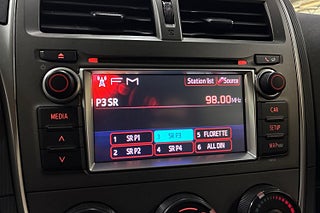 FM
Station list
Source
P3 SR
98.00MHz
1 SR P1
3 SR P3
5 FLORETTE
2 SR P2
4 SR P4
6 ALL DIN
MEDIA
CAR
SETUP